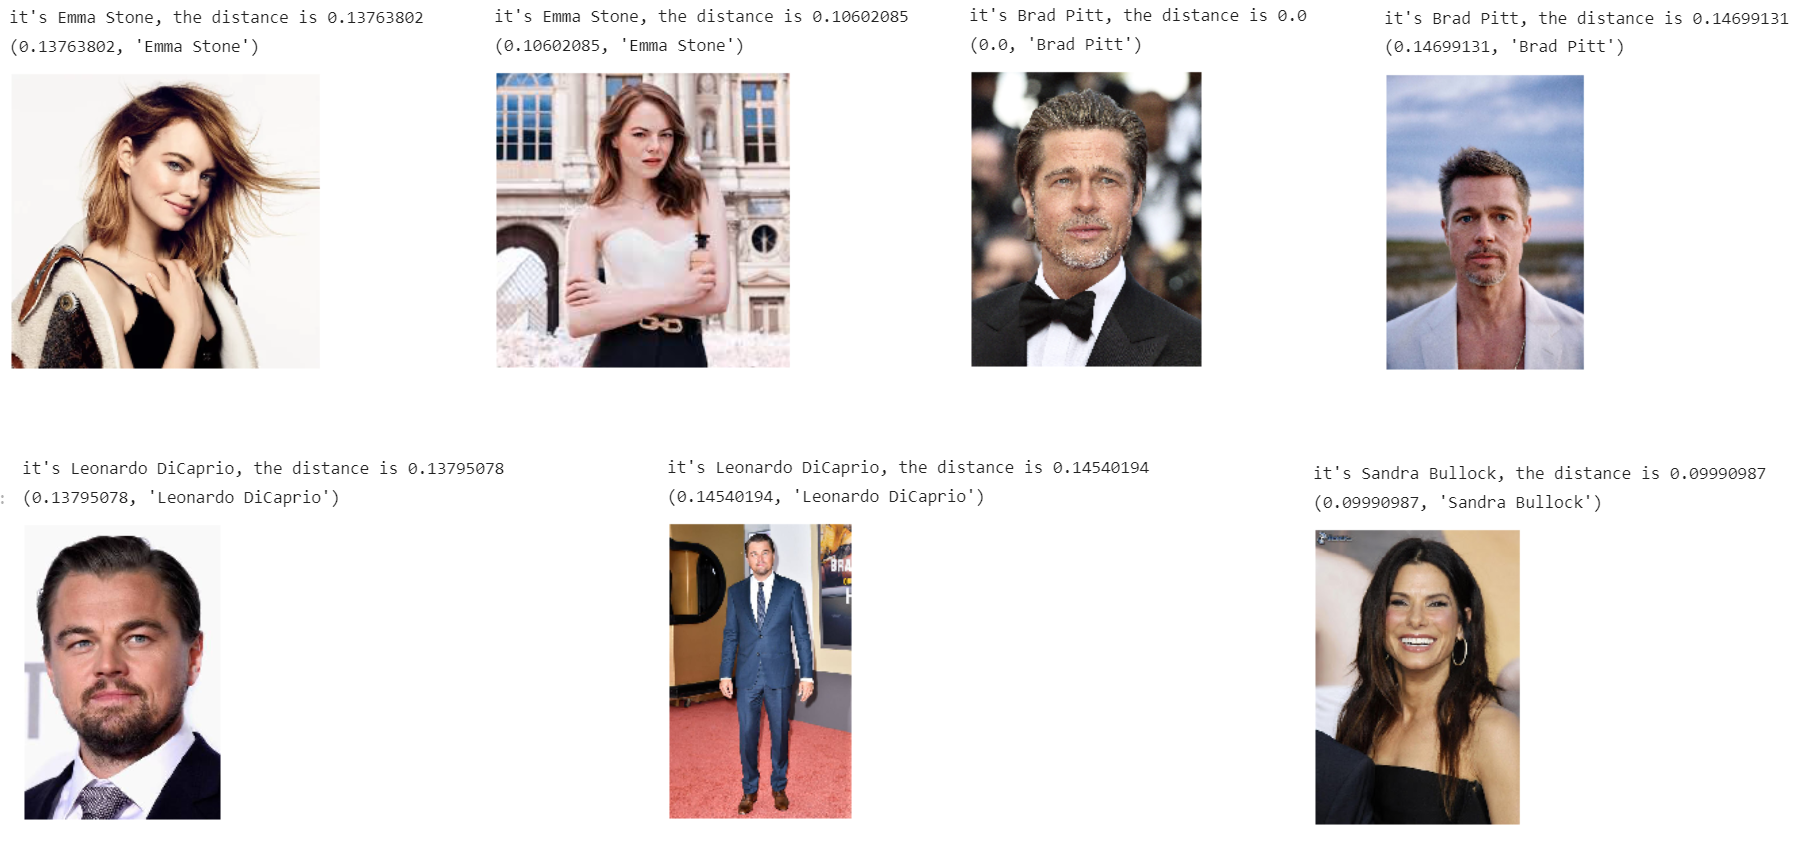 it's Emma Stone, the distance is 0.13763802
(0.13763802, 'Emma Stone')
it's Emma Stone, the distance is 0.10602085
(0.10602085, 'Emma Stone')
it's Brad Pitt, the distance is 0.0
(0.0, 'Brad Pitt')
it's Brad Pitt, the distance is 0.14699131
(0.14699131, 'Brad Pitt')
it's Leonardo DiCaprio, the distance is 0.13795078
: (0.13795078, 'Leonardo DiCaprio')
it's Leonardo DiCaprio, the distance is 0.14540194
(0.14540194, 'Leonardo DiCaprio')
BRA
H
it's Sandra Bullock, the distance is 0.09990987
(0.09990987, 'Sandra Bullock')